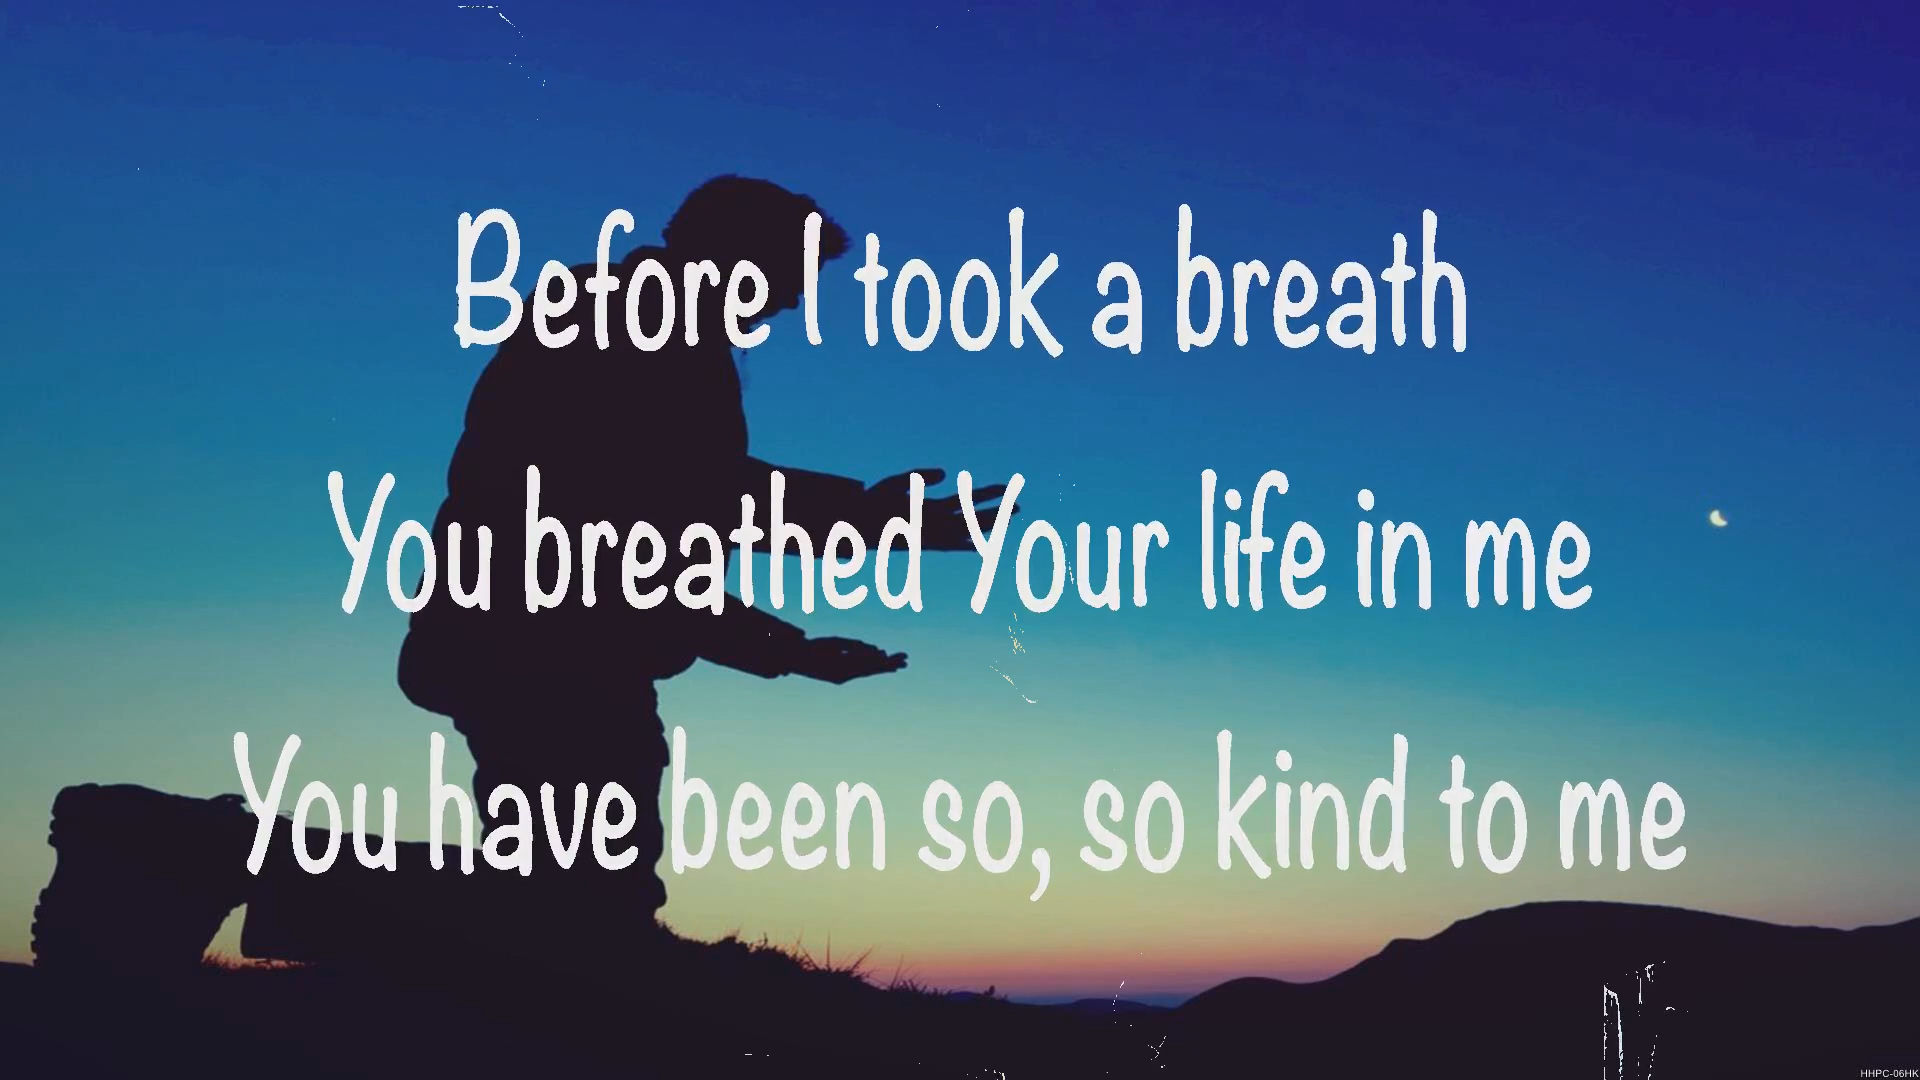 Before I took a breath
You breathed Your life in me
You have been so, so kind to me
HHPC-06HK